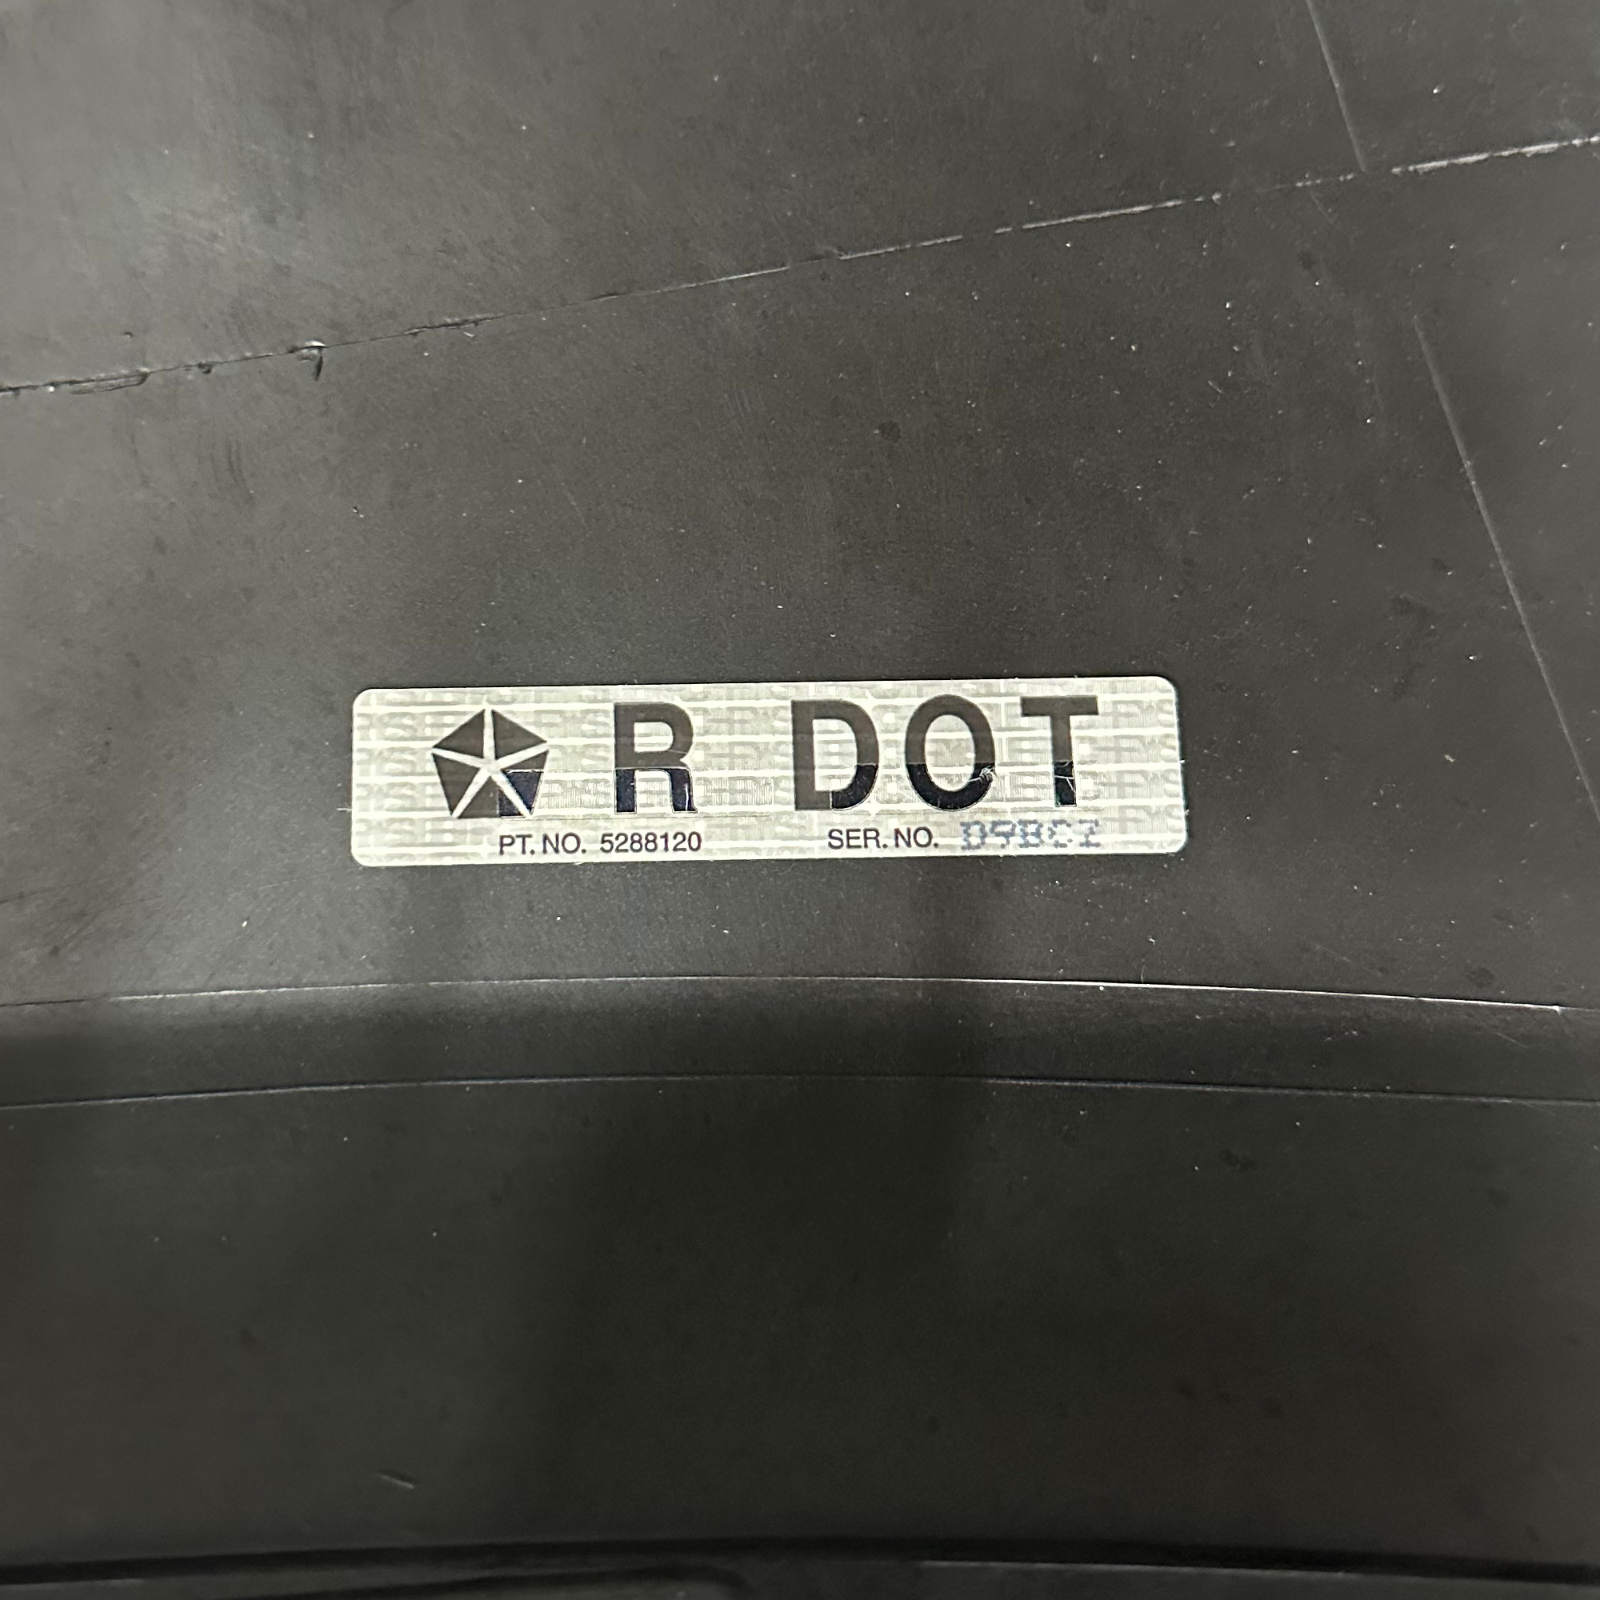 R DOT
PT. NO. 5288120 SER. NO.